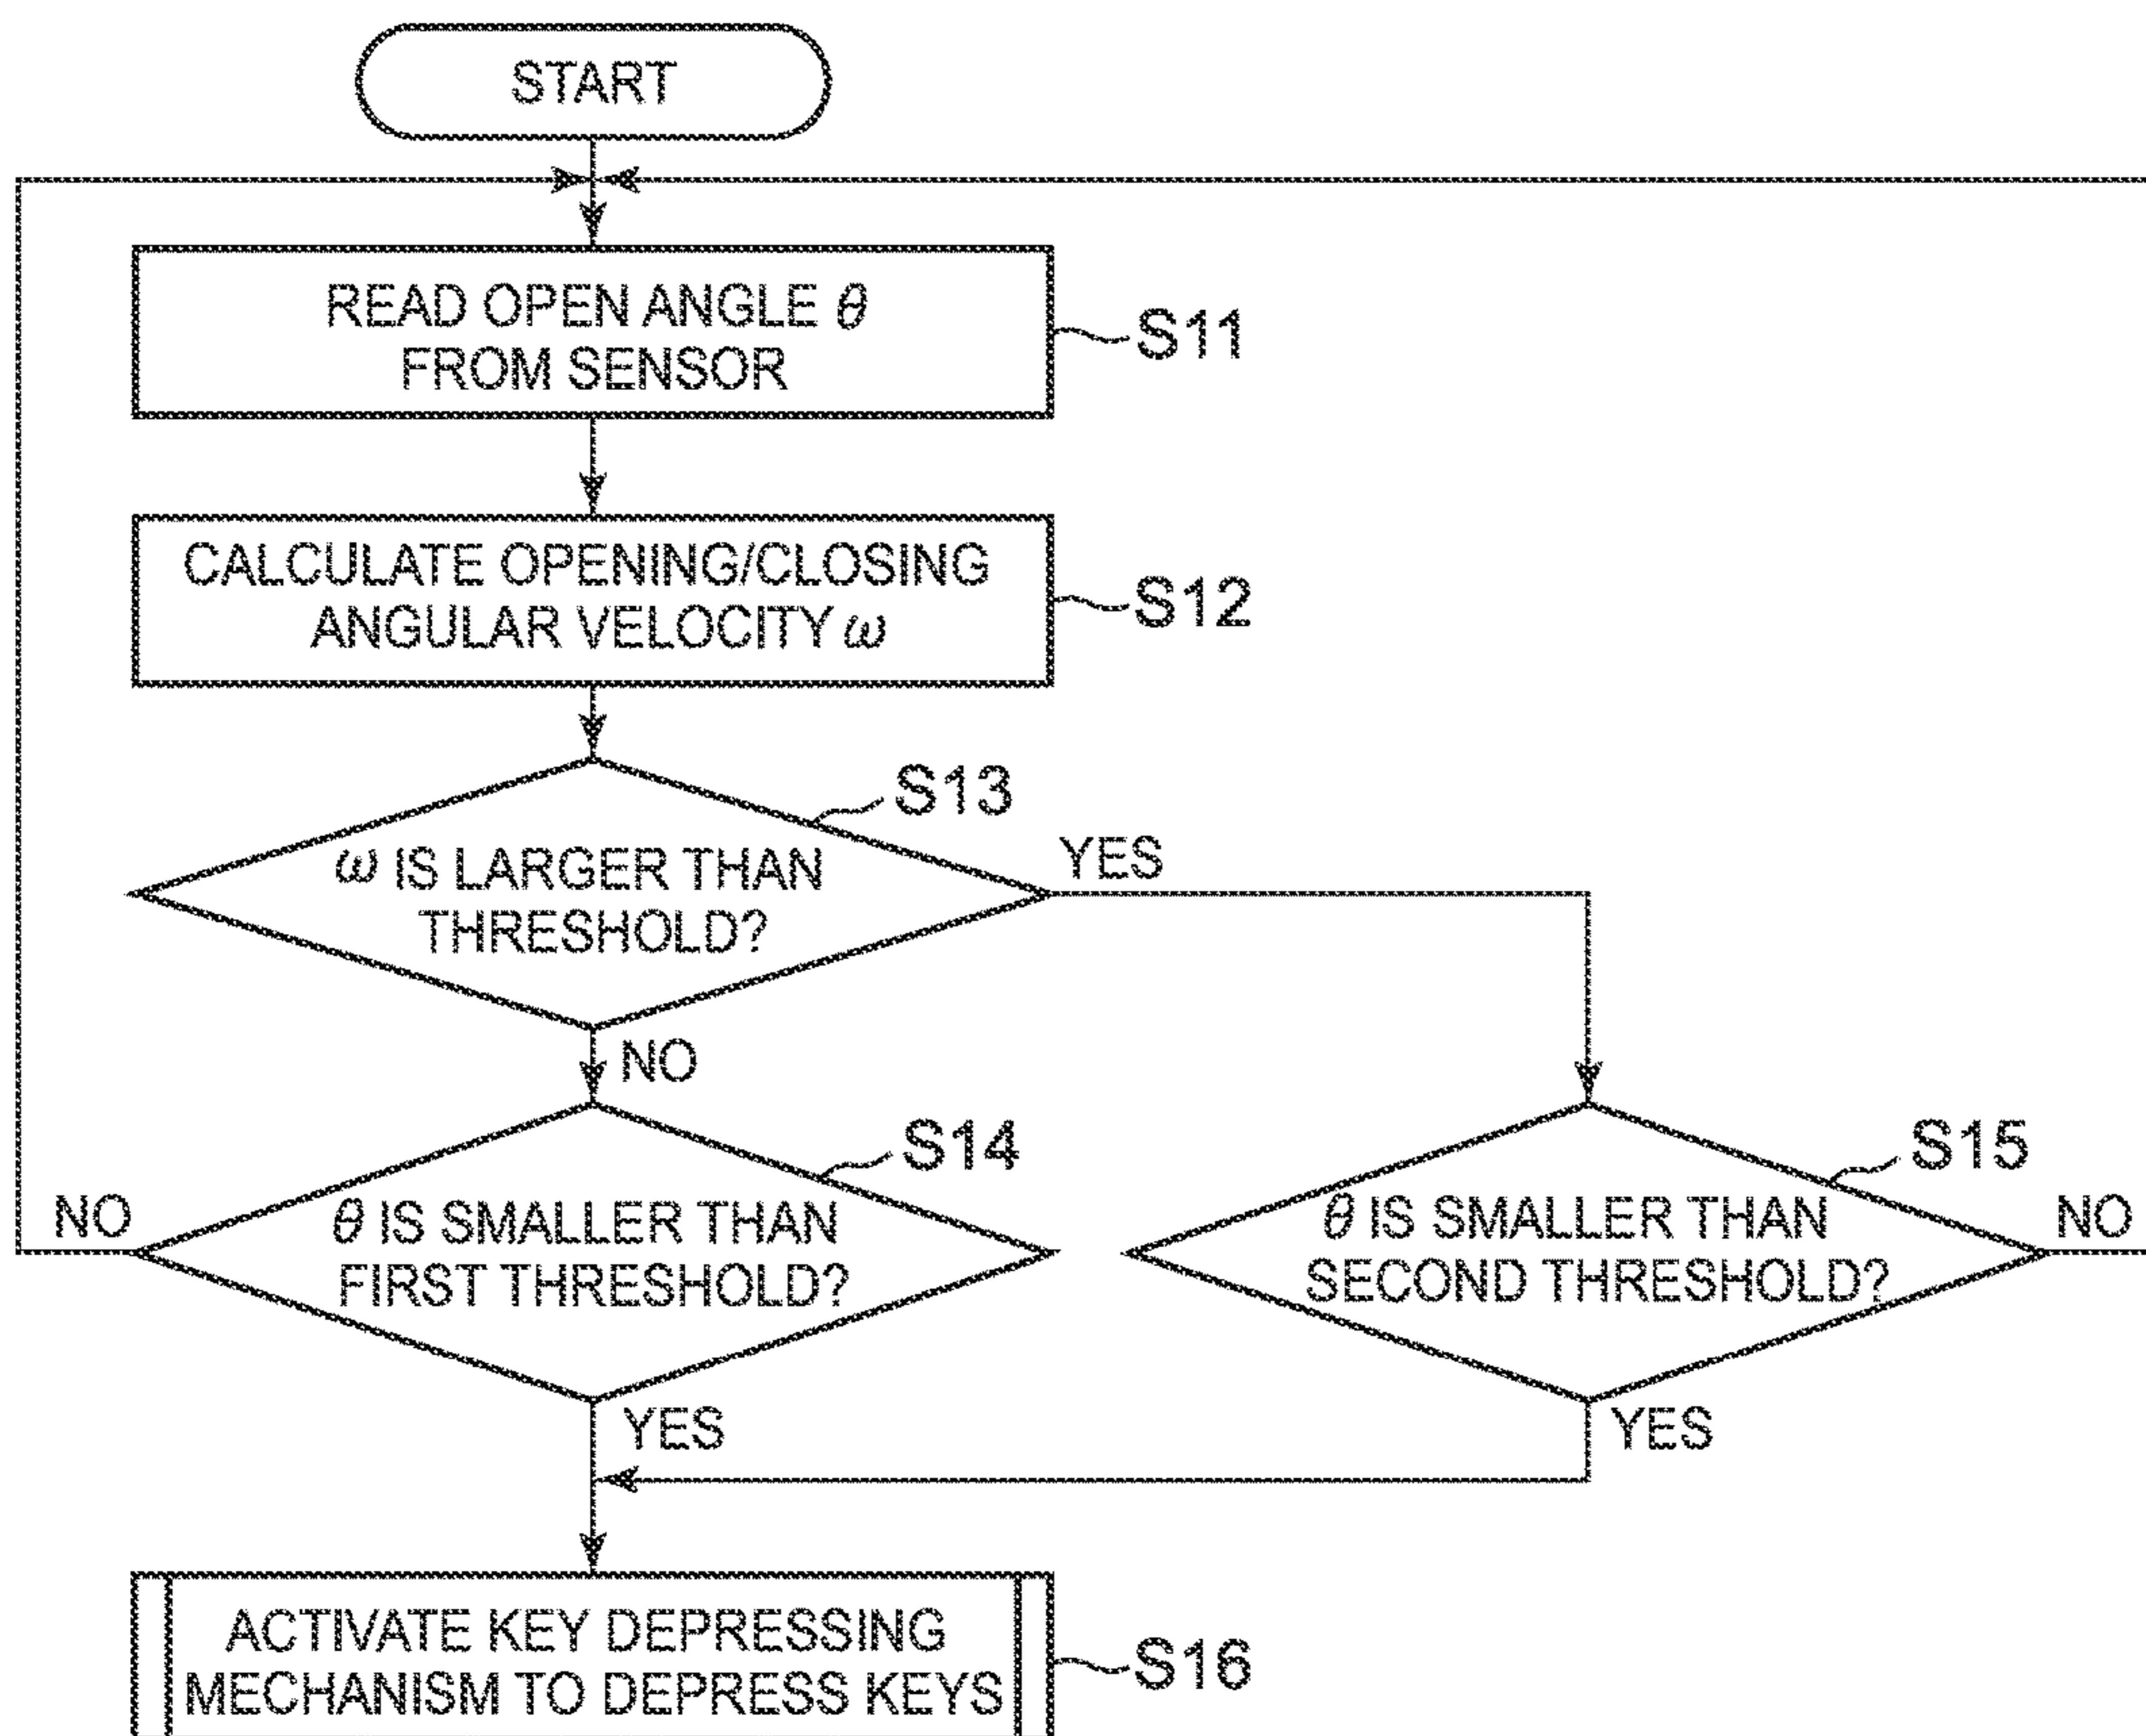 START
READ OPEN ANGLE θ
FROM SENSOR
S11
CALCULATE OPENING/CLOSING
ANGULAR VELOCITY ω
S12
S13
ω IS LARGER THAN
THRESHOLD?
YES
NO
S14
θ IS SMALLER THAN
FIRST THRESHOLD?
NO
YES
S15
θ IS SMALLER THAN
SECOND THRESHOLD?
NO
YES
ACTIVATE KEY DEPRESSING
MECHANISM TO DEPRESS KEYS
S16